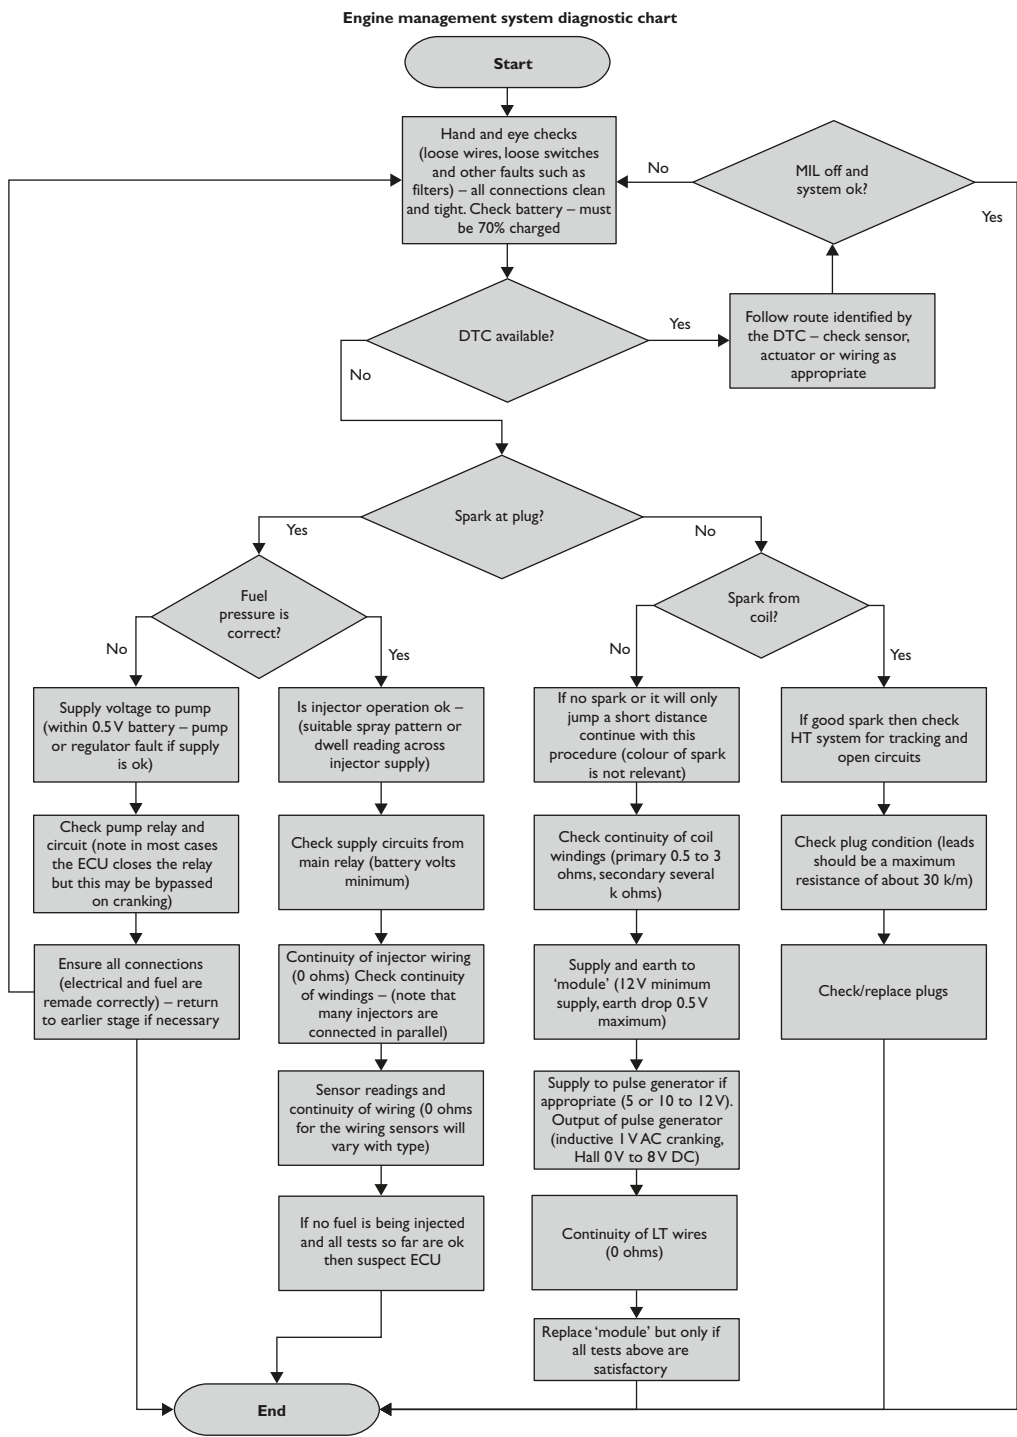 Engine management system diagnostic chart
Start
Hand and eye checks
(loose wires, loose switches
and other faults such as
filters) – all connections clean
and tight. Check battery – must
be 70% charged
No
MIL off and
system ok?
Yes
DTC available?
Yes
Follow route identified by
the DTC – check sensor,
actuator or wiring as
appropriate
No
Spark at plug?
Yes
No
Fuel
pressure is
correct?
Spark from
coil?
No
Yes
No
Yes
Supply voltage to pump
(within 0.5 V battery – pump
or regulator fault if supply
is ok)
Is injector operation ok –
(suitable spray pattern or
dwell reading across
injector supply)
If no spark or it will only
jump a short distance
continue with this
procedure (colour of spark
is not relevant)
If good spark then check
HT system for tracking and
open circuits
Check pump relay and
circuit (note in most cases
the ECU closes the relay
but this may be bypassed
on cranking)
Check supply circuits from
main relay (battery volts
minimum)
Check continuity of coil
windings (primary 0.5 to 3
ohms, secondary several
k ohms)
Check plug condition (leads
should be a maximum
resistance of about 30 k/m)
Ensure all connections
(electrical and fuel are
remade correctly) – return
to earlier stage if necessary
Continuity of injector wiring
(0 ohms) Check continuity
of windings – (note that
many injectors are
connected in parallel)
Supply and earth to
‘module’ (12 V minimum
supply, earth drop 0.5 V
maximum)
Check/replace plugs
Sensor readings and
continuity of wiring (0 ohms
for the wiring sensors will
vary with type)
Supply to pulse generator if
appropriate (5 or 10 to 12 V).
Output of pulse generator
(inductive 1 V AC cranking,
Hall 0 V to 8 V DC)
If no fuel is being injected
and all tests so far are ok
then suspect ECU
Continuity of LT wires
(0 ohms)
Replace ‘module’ but only if
all tests above are
satisfactory
End